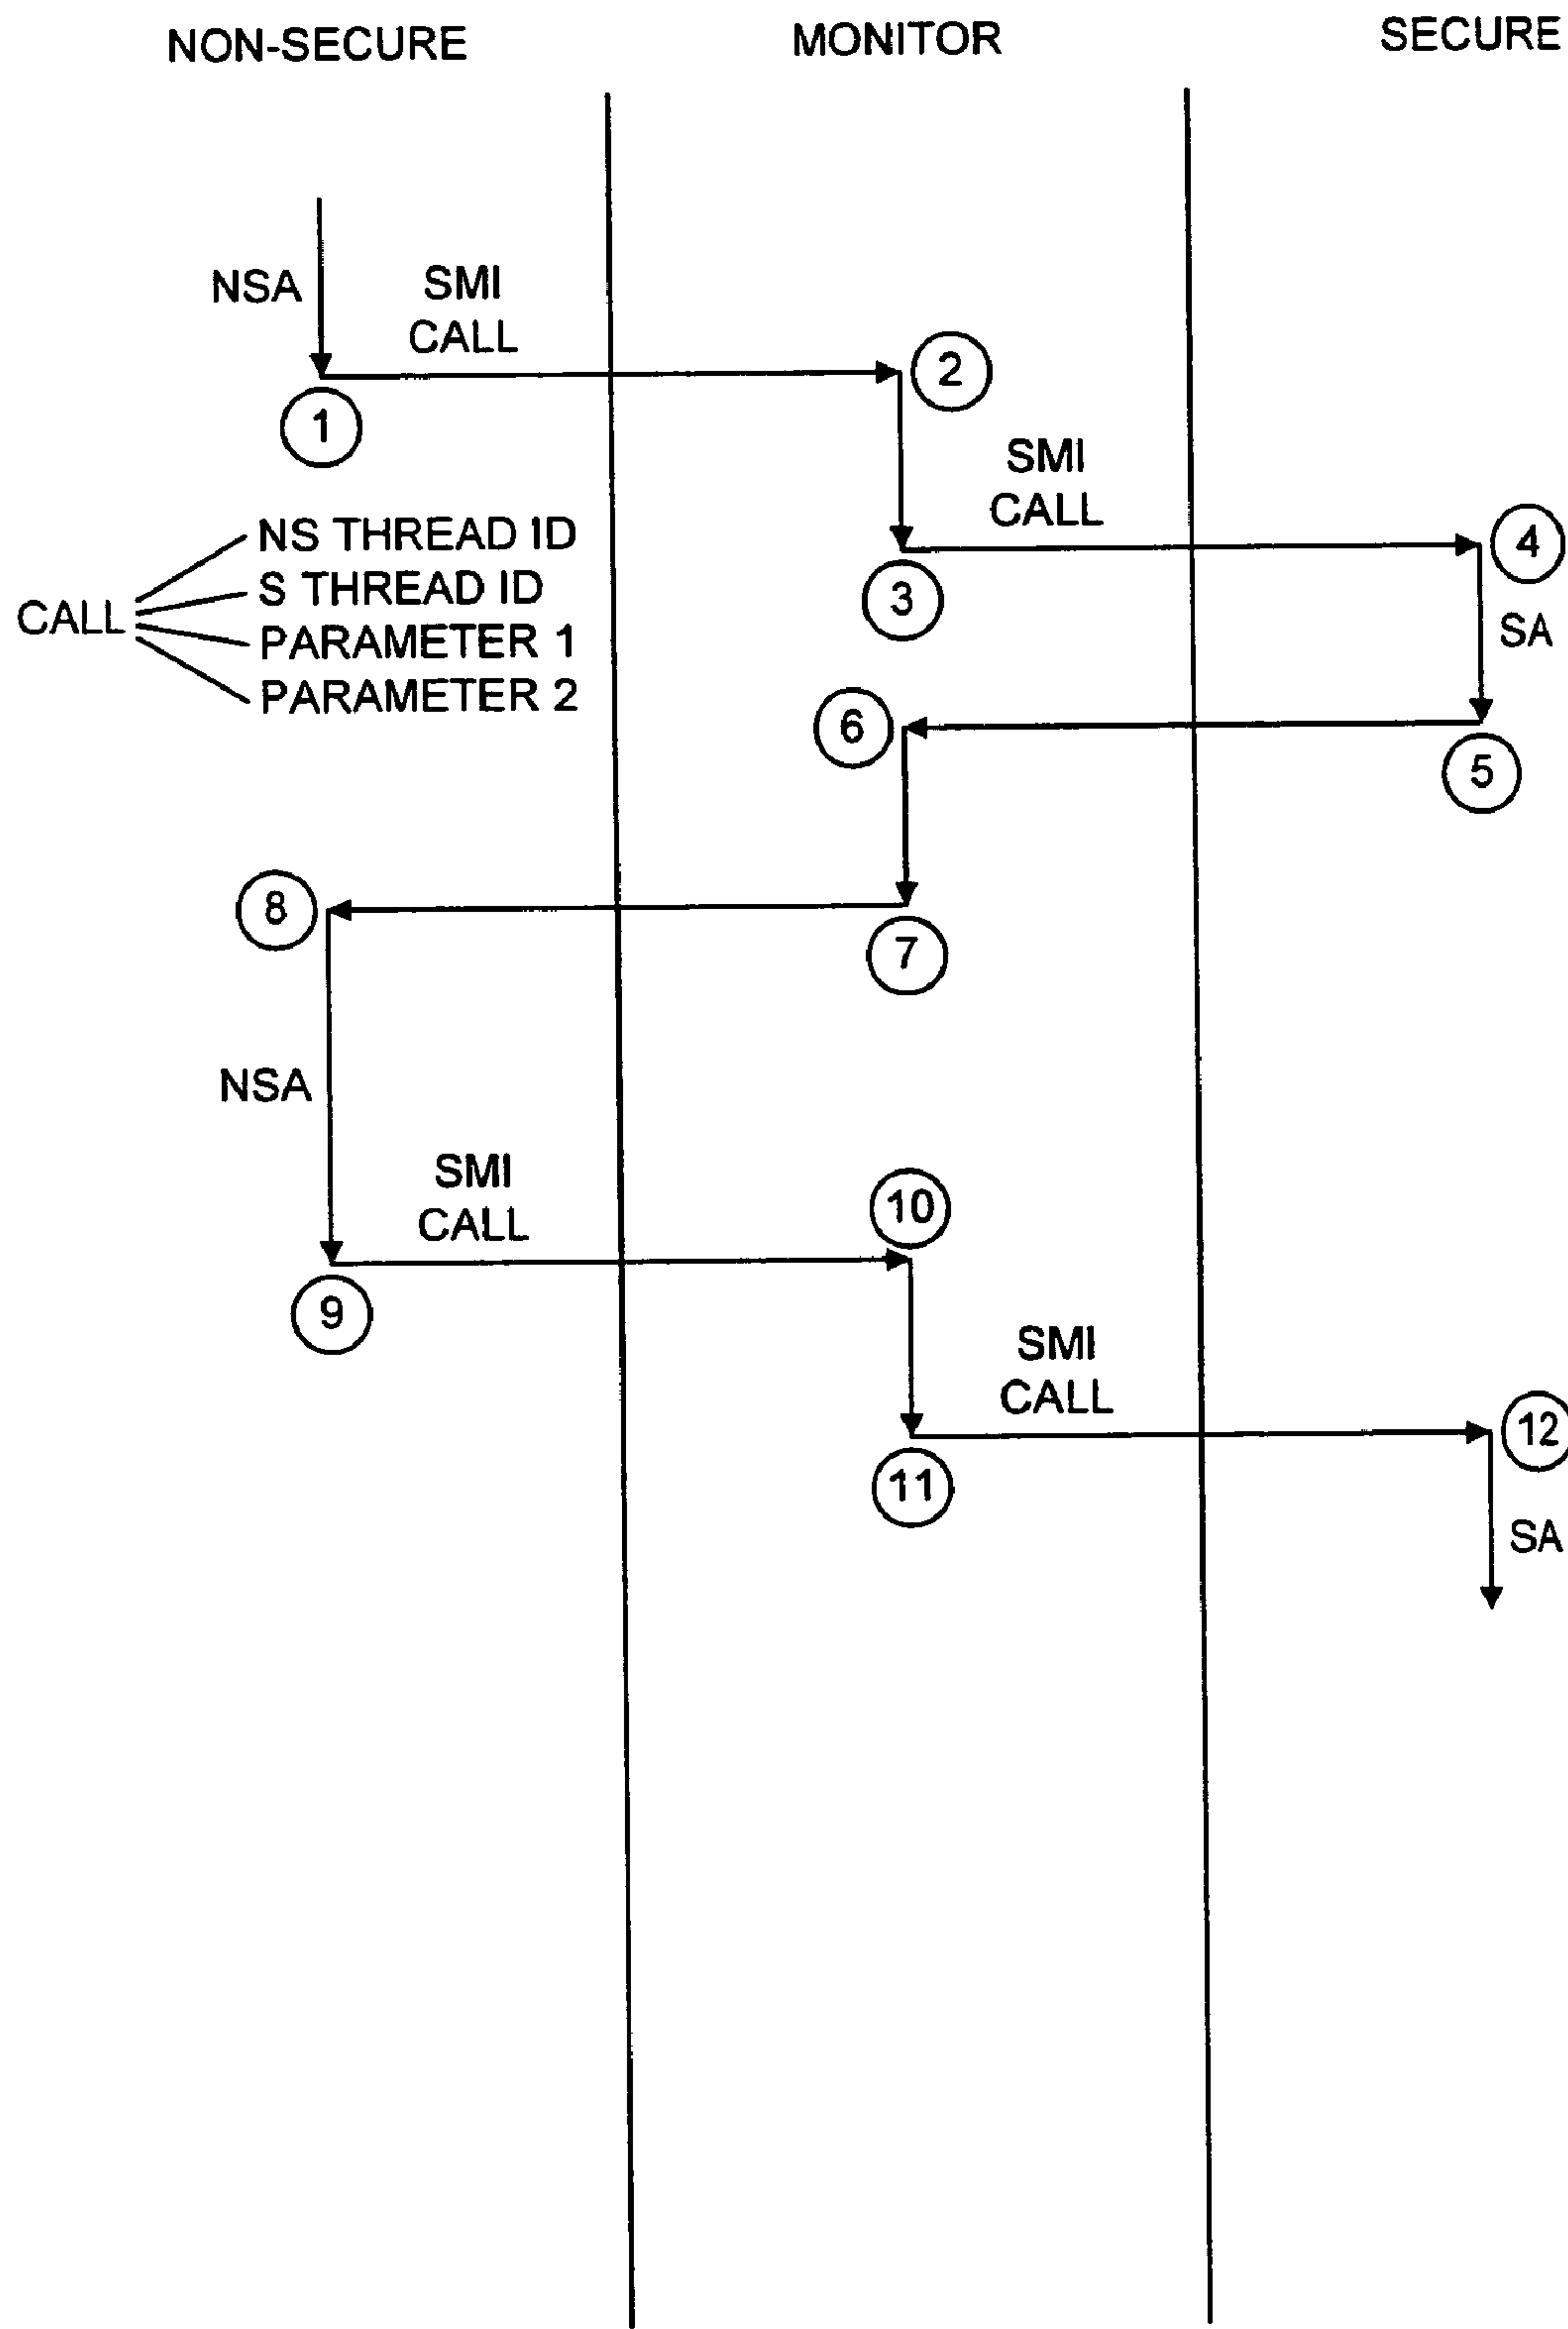 NON-SECURE
MONITOR
SECURE
NSA
SMI
CALL
2
1
SMI
CALL
4
3
NS THREAD ID
S THREAD ID
CALL
PARAMETER 1
PARAMETER 2
SA
6
5
8
7
NSA
SMI
CALL
10
9
SMI
CALL
12
11
SA